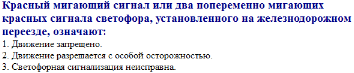 Красный мигающий сигнал или два попеременно мигающих
красных сигнала светофора, установленного на железнодорожном
переезде, означают:
1. Движение запрещено.
2. Движение разрешается с особой осторожностью.
3. Светофорная сигнализация неисправна.